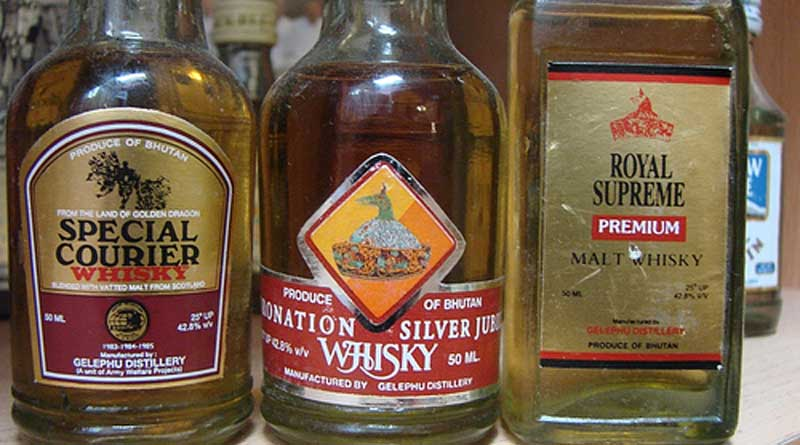 PRODUCE OF BHUTAN
FROM THE LAND OF GOLDEN DRAGON
SPECIAL
COURIER
WHISKY
BLENDED WITH VATTED MALT FROM SCOTLAND
50 ML
25° UP
42.8% v/v
1983-1984-1985
Manufactured by :
GELEPHU DISTILLERY
(A unit of Army Welfare Projects)
PRODUCE OF BHUTAN
ONATION SILVER JUB
UP 42.8% v/v WHISKY 50 ML.
MANUFACTURED BY GELEPHU DISTILLERY
ROYAL
SUPREME
PREMIUM
MALT WHISKY
50 ML
25° UP
42.8% v/v
Manufactured by
GELEPHU DISTILLERY
PRODUCE OF BHUTAN